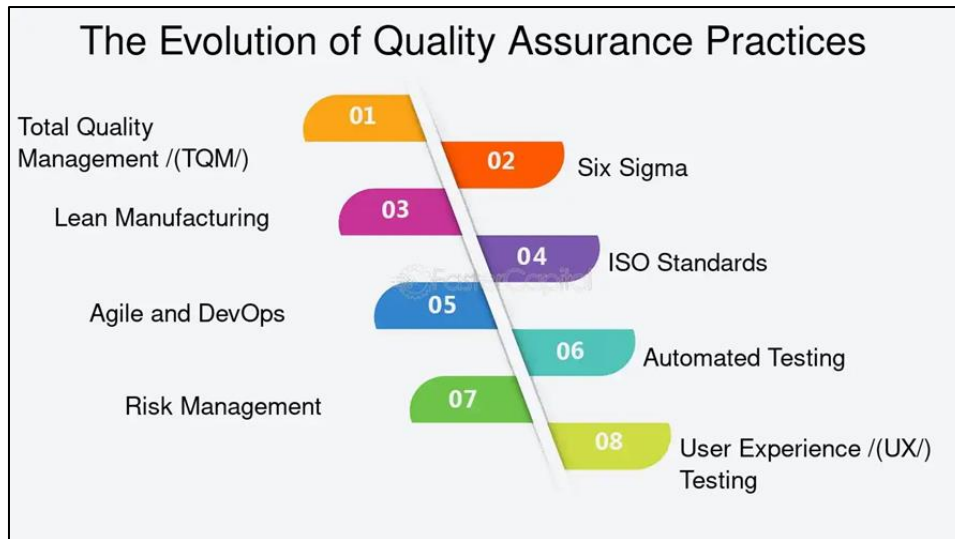 The Evolution of Quality Assurance Practices
01
Total Quality
Management /(TQM/)
02
Six Sigma
03
Lean Manufacturing
04
ISO Standards
FasterCapital
05
Agile and DevOps
06
Automated Testing
07
Risk Management
08
User Experience /(UX/)
Testing